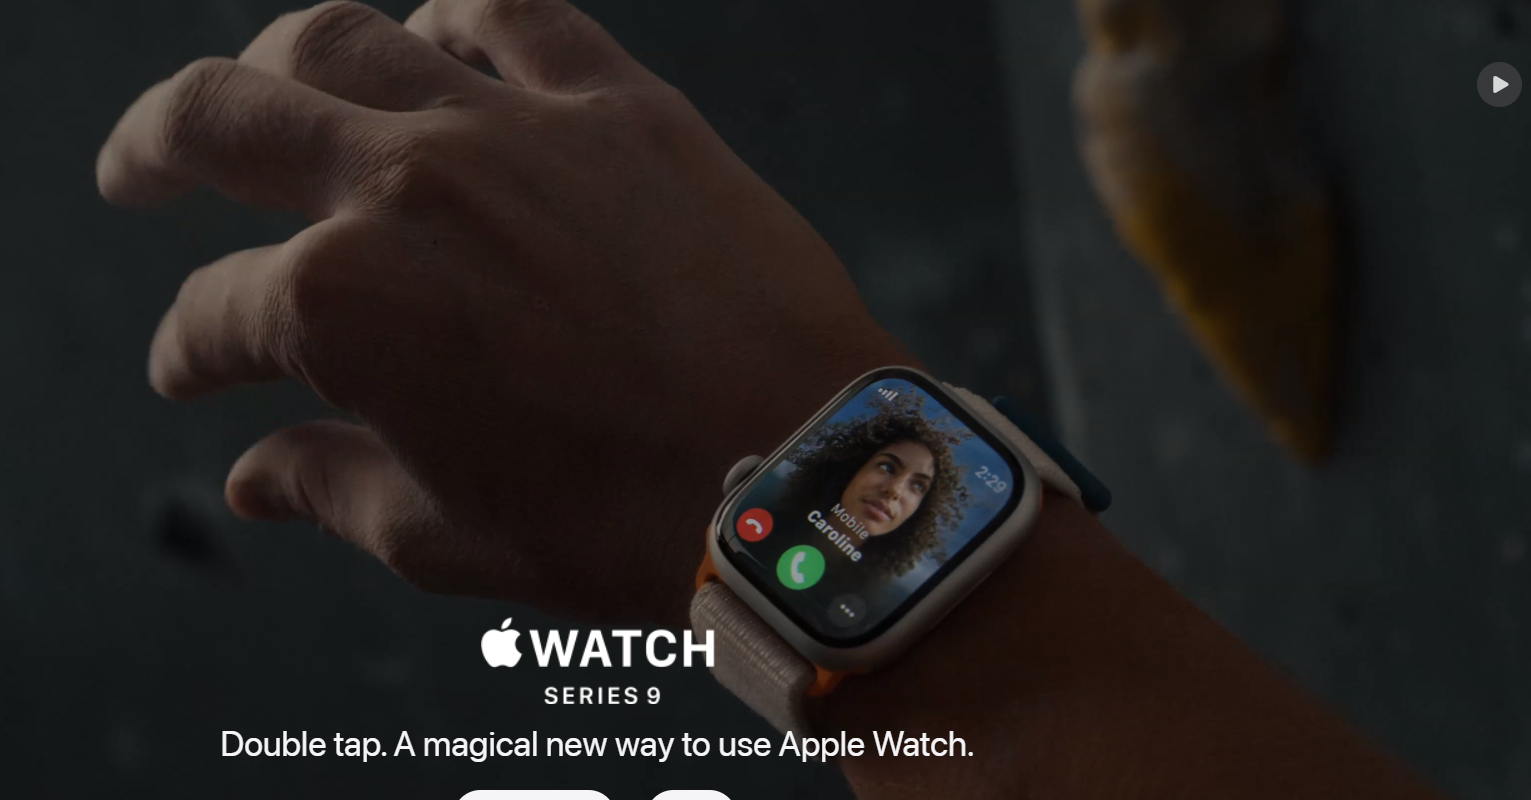 2:29
Mobile
Caroline
WATCH
SERIES 9
Double tap. A magical new way to use Apple Watch.